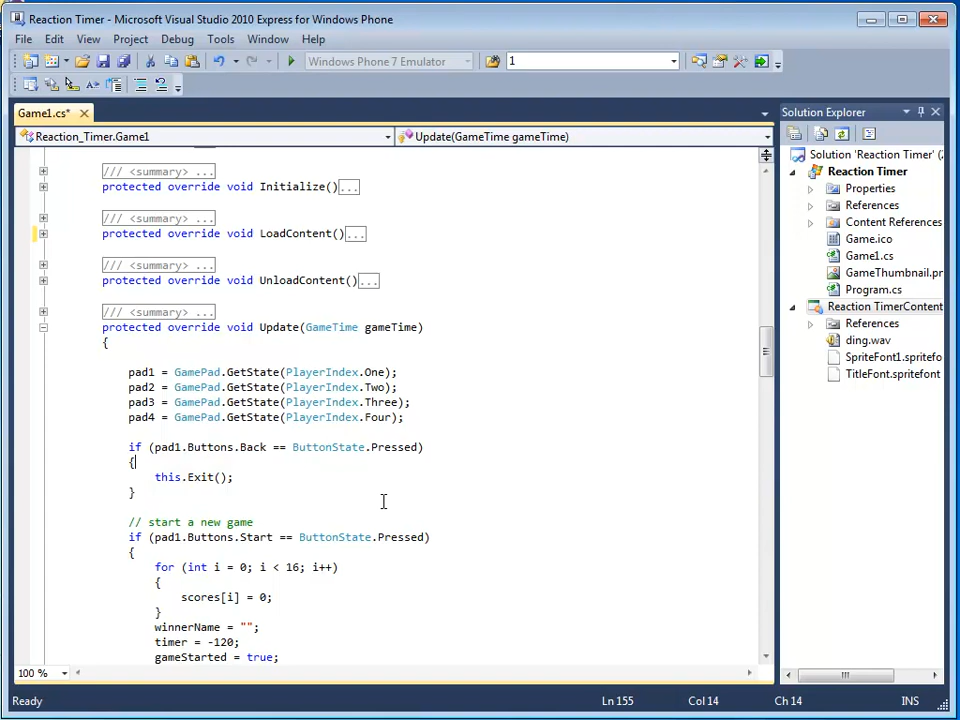 Reaction Timer - Microsoft Visual Studio 2010 Express for Windows Phone
File Edit View Project Debug Tools Window Help
Windows Phone 7 Emulator 1
Game1.cs*
Reaction_Timer.Game1 Update(GameTime gameTime)
/// <summary> ...
protected override void Initialize()...
/// <summary> ...
protected override void LoadContent()...
/// <summary> ...
protected override void UnloadContent()...
/// <summary> ...
protected override void Update(GameTime gameTime)
{
pad1 = GamePad.GetState(PlayerIndex.One);
pad2 = GamePad.GetState(PlayerIndex.Two);
pad3 = GamePad.GetState(PlayerIndex.Three);
pad4 = GamePad.GetState(PlayerIndex.Four);
if (pad1.Buttons.Back == ButtonState.Pressed)
{
this.Exit();
}
// start a new game
if (pad1.Buttons.Start == ButtonState.Pressed)
{
for (int i = 0; i < 16; i++)
{
scores[i] = 0;
}
winnerName = "";
timer = -120;
gameStarted = true;
100 %
Solution Explorer
Solution 'Reaction Timer' (2
Reaction Timer
Properties
References
Content References
Game.ico
Game1.cs
GameThumbnail.pr
Program.cs
Reaction TimerContent
References
ding.wav
SpriteFont1.spritefo
TitleFont.spritefont
Ready Ln 155 Col 14 Ch 14 INS